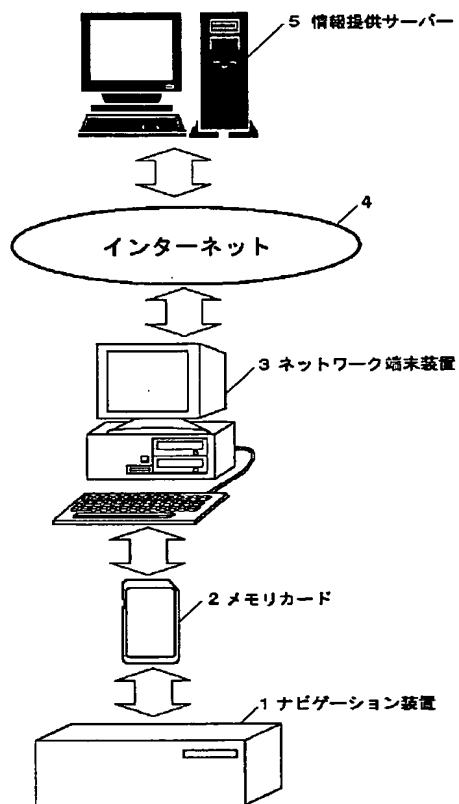 5 情報提供サーバー
4
インターネット
3 ネットワーク端末装置
2 メモリカード
1 ナビゲーション装置